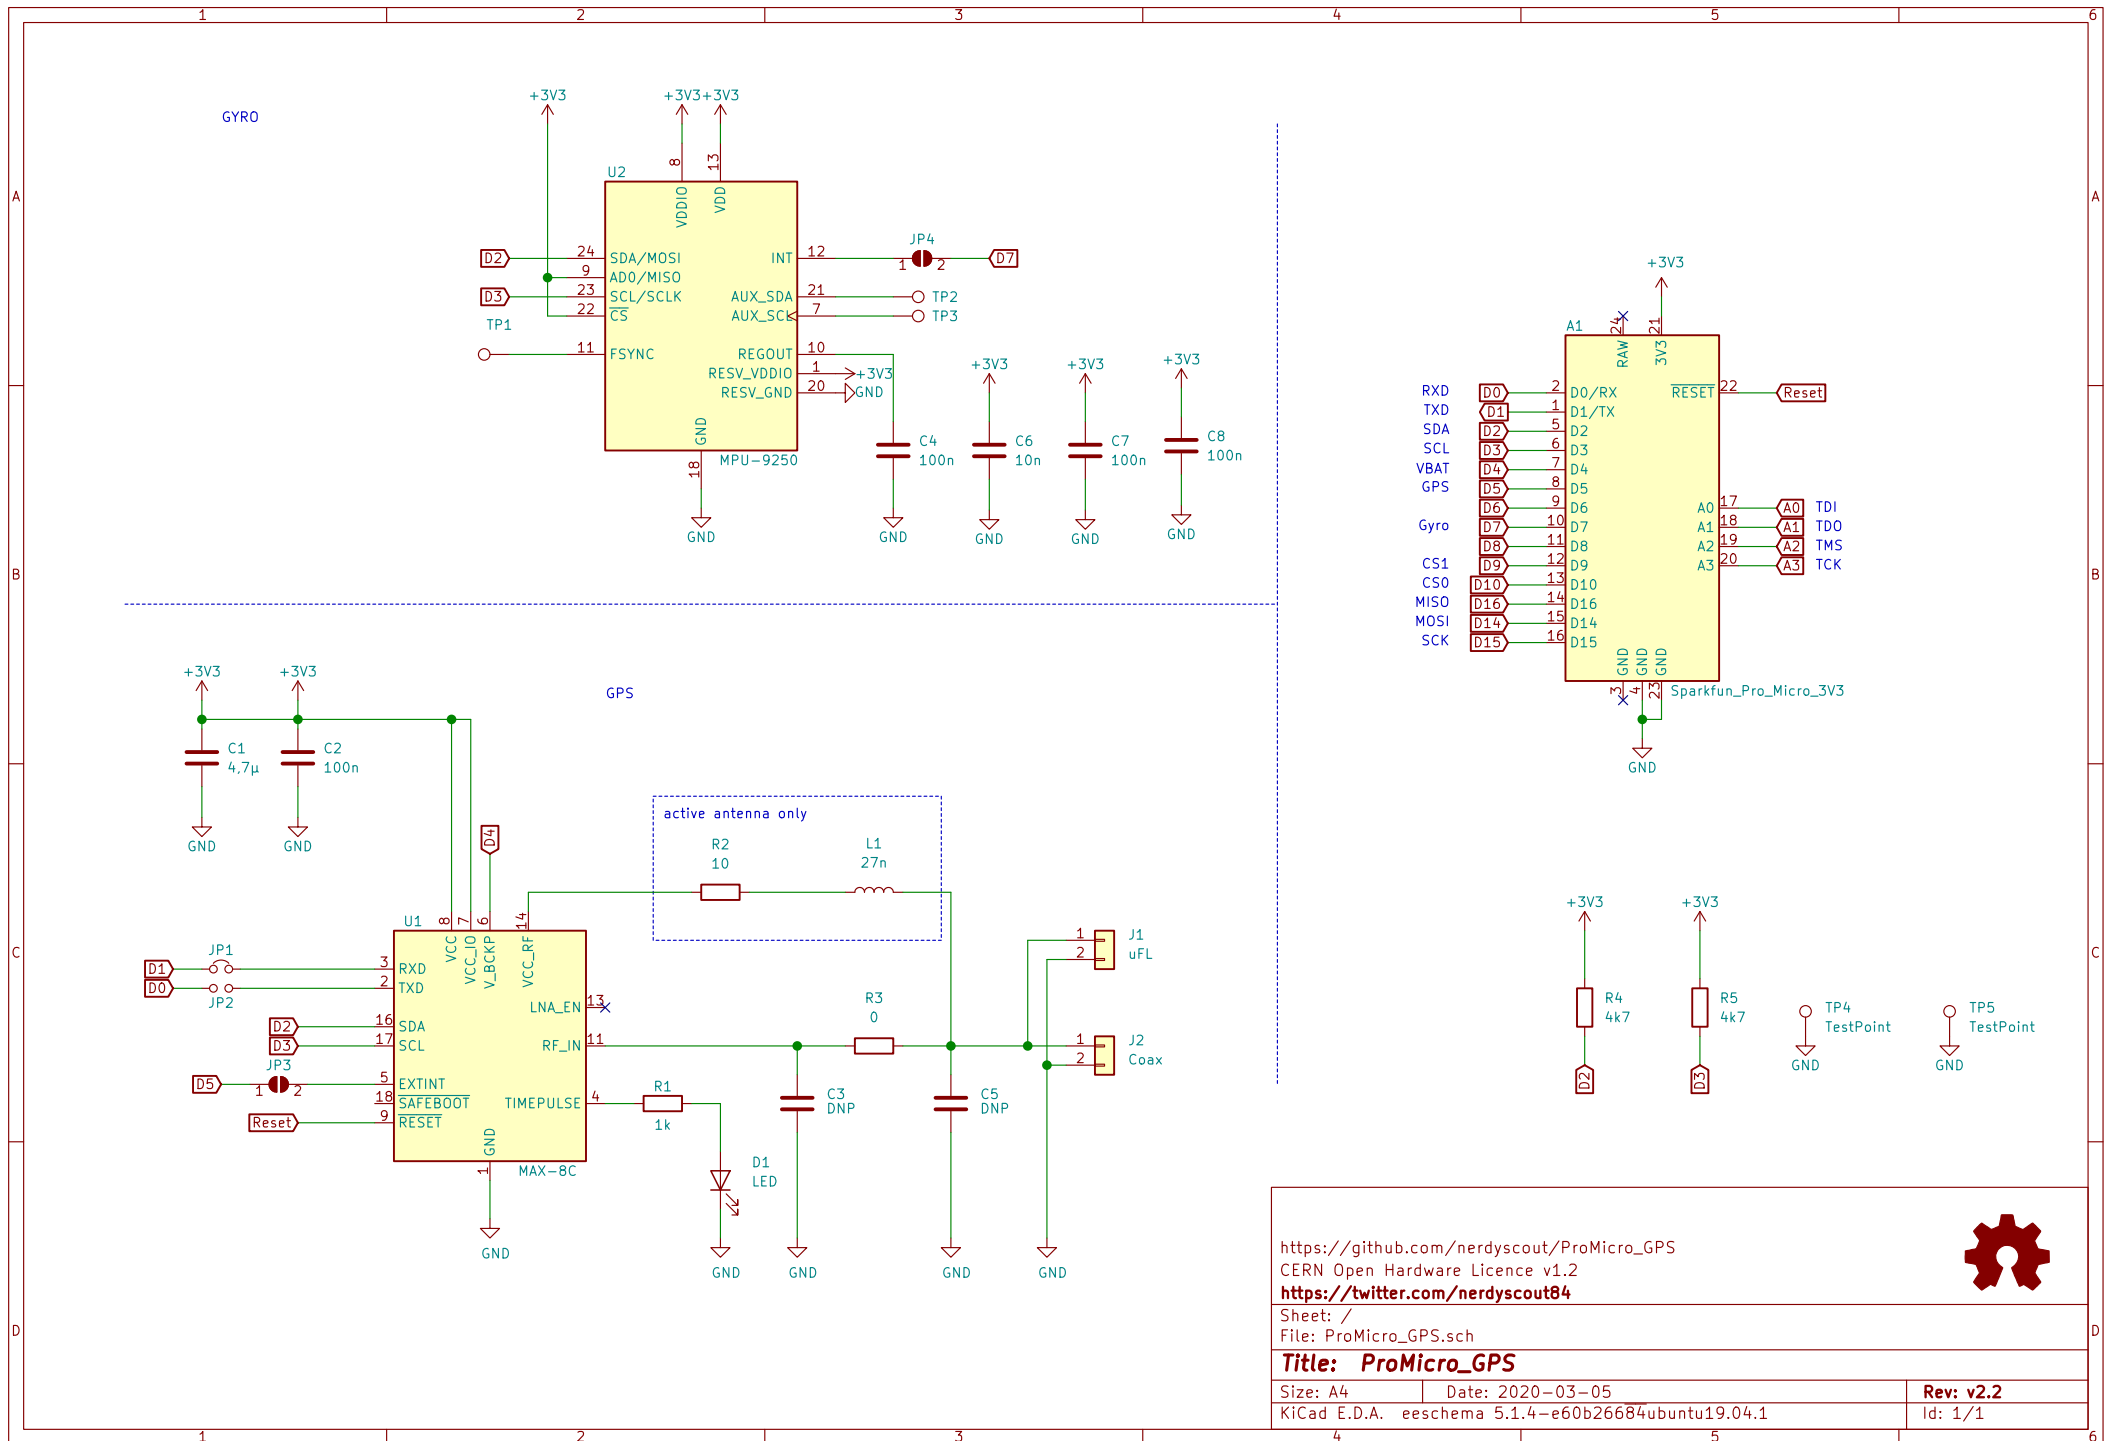 1 2 3 4 5 6
A
B
C
D
A
B
C
D
1 2 3 4 5 6
GYRO
+3V3
+3V3
+3V3
U2
8
VDDIO
13
VDD
D2
24
SDA/MOSI
9
AD0/MISO
D3
23
SCL/SCLK
22
CS
TP1
11
FSYNC
INT
12
JP4
1
2
D7
AUX_SDA
21
TP2
AUX_SCL
7
TP3
REGOUT
10
RESV_VDDIO
1
+3V3
RESV_GND
20
GND
GND
18
MPU-9250
GND
C4
100n
GND
+3V3
C6
10n
GND
+3V3
C7
100n
GND
+3V3
C8
100n
GND
+3V3
A1
24
RAW
21
3V3
RXD
D0
2
D0/RX
TXD
D1
1
D1/TX
SDA
D2
5
D2
SCL
D3
6
D3
VBAT
D4
7
D4
GPS
D5
8
D5
D6
9
D6
Gyro
D7
10
D7
D8
11
D8
CS1
D9
12
D9
CS0
D10
13
D10
MISO
D16
14
D16
MOSI
D14
15
D14
SCK
D15
16
D15
RESET
22
Reset
A0
17
A0
TDI
A1
18
A1
TDO
A2
19
A2
TMS
A3
20
A3
TCK
GND
GND
GND
3
4
23
Sparkfun_Pro_Micro_3V3
GND
GPS
+3V3
+3V3
C1
4,7µ
GND
C2
100n
GND
D4
U1
8
VCC
7
VCC_IO
6
V_BCKP
14
VCC_RF
active antenna only
R2
10
L1
27n
JP1
D1
3
RXD
D0
2
TXD
JP2
D2
16
SDA
D3
17
SCL
JP3
D5
1
2
5
EXTINT
18
SAFEBOOT
Reset
9
RESET
LNA_EN
13
RF_IN
11
TIMEPULSE
4
GND
1
MAX-8C
GND
R1
1k
D1
LED
GND
C3
DNP
GND
R3
0
C5
DNP
GND
1
2
J1
uFL
1
2
J2
Coax
GND
+3V3
R4
4k7
D2
+3V3
R5
4k7
D3
TP4
TestPoint
GND
TP5
TestPoint
GND
https://github.com/nerdyscout/ProMicro_GPS
CERN Open Hardware Licence v1.2
https://twitter.com/nerdyscout84
Sheet: /
File: ProMicro_GPS.sch
Title: ProMicro_GPS
Size: A4
Date: 2020-03-05
Rev: v2.2
KiCad E.D.A. eeschema 5.1.4-e60b26684ubuntu19.04.1
Id: 1/1